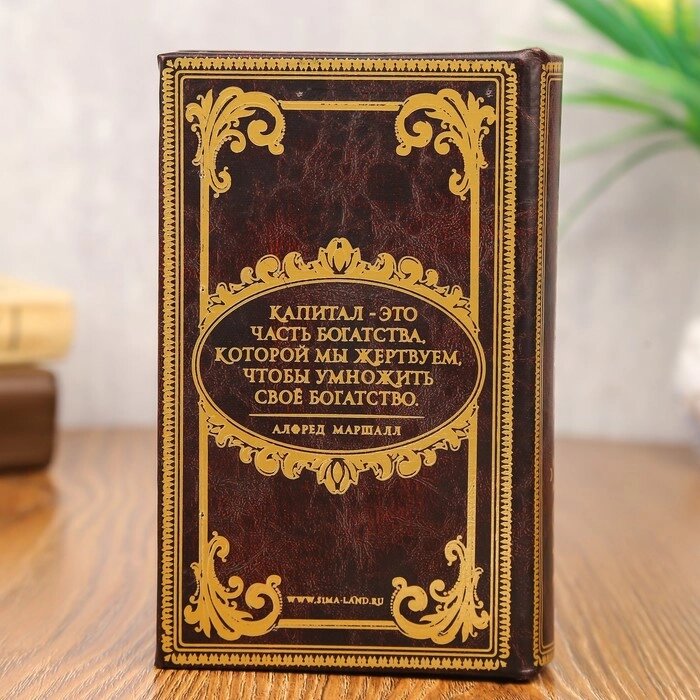 КАПИТАЛ - ЭТО
ЧАСТЬ БОГАТСТВА,
КОТОРОЙ МЫ ЖЕРТВУЕМ,
ЧТОБЫ УМНОЖИТЬ
СВОЁ БОГАТСТВО.
АЛФРЕД МАРШАЛЛ
WWW.SIMA-LAND.RU